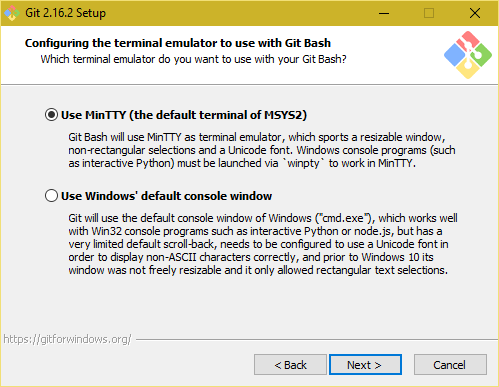 Git 2.16.2 Setup
Configuring the terminal emulator to use with Git Bash
Which terminal emulator do you want to use with your Git Bash?
Use MinTTY (the default terminal of MSYS2)
Git Bash will use MinTTY as terminal emulator, which sports a resizable window,
non-rectangular selections and a Unicode font. Windows console programs (such
as interactive Python) must be launched via `winpty` to work in MinTTY.
Use Windows' default console window
Git will use the default console window of Windows ("cmd.exe"), which works well
with Win32 console programs such as interactive Python or node.js, but has a
very limited default scroll-back, needs to be configured to use a Unicode font in
order to display non-ASCII characters correctly, and prior to Windows 10 its
window was not freely resizable and it only allowed rectangular text selections.
https://gitforwindows.org/
< Back Next > Cancel